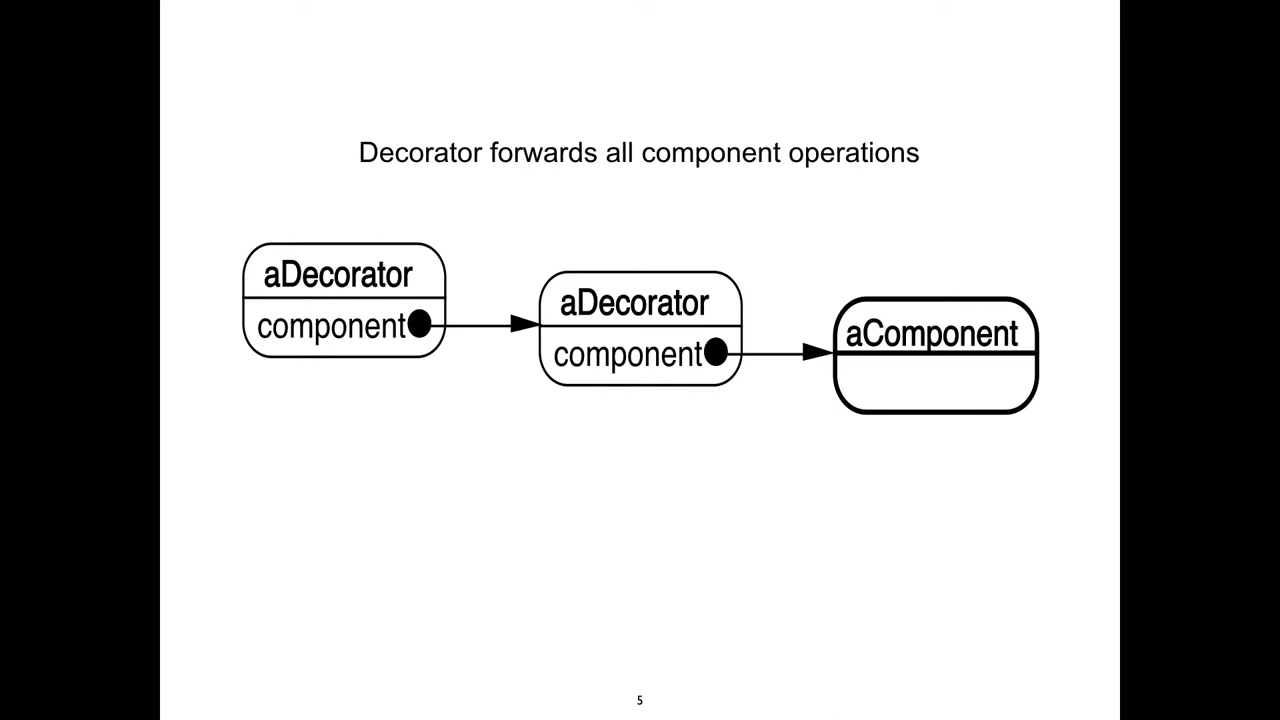 Decorator forwards all component operations
aDecorator
component
aDecorator
component
aComponent
5